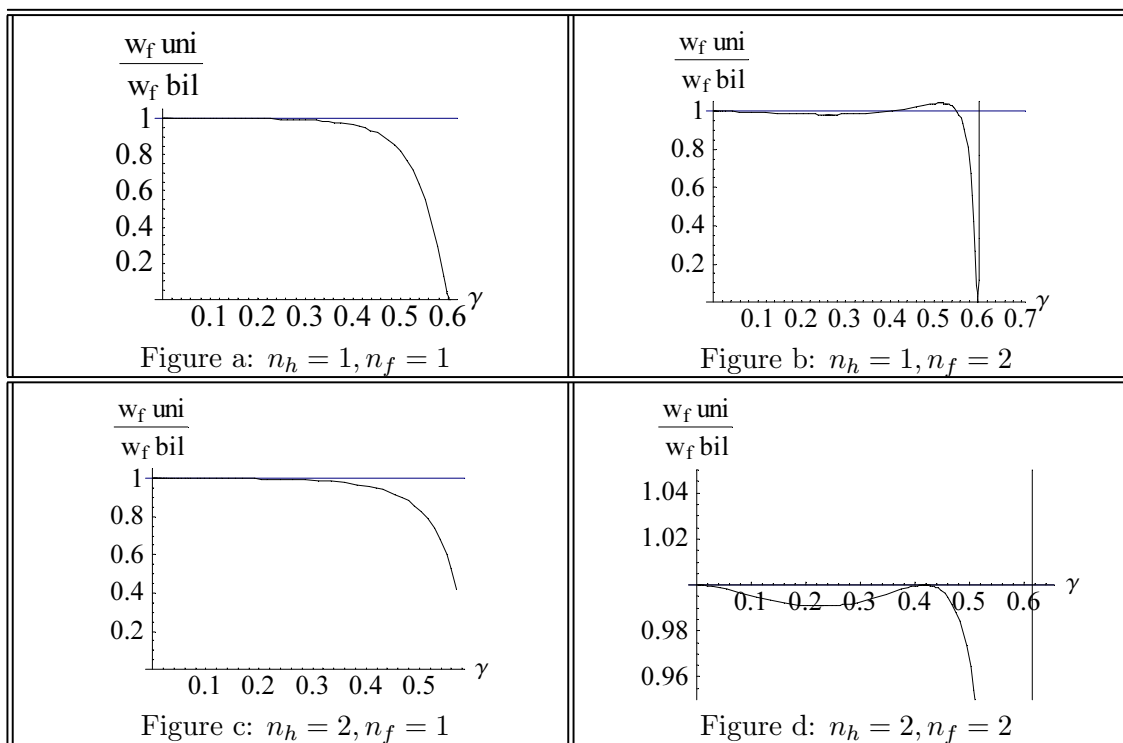 w_f uni
w_f bil
1
0.8
0.6
0.4
0.2
0.1 0.2 0.3 0.4 0.5 0.6 γ
Figure a: n_h = 1, n_f = 1
w_f uni
w_f bil
1
0.8
0.6
0.4
0.2
0.1 0.2 0.3 0.4 0.5 0.6 0.7 γ
Figure b: n_h = 1, n_f = 2
w_f uni
w_f bil
1
0.8
0.6
0.4
0.2
0.1 0.2 0.3 0.4 0.5 γ
Figure c: n_h = 2, n_f = 1
w_f uni
w_f bil
1.04
1.02
0.1 0.2 0.3 0.4 0.5 0.6 γ
0.98
0.96
Figure d: n_h = 2, n_f = 2